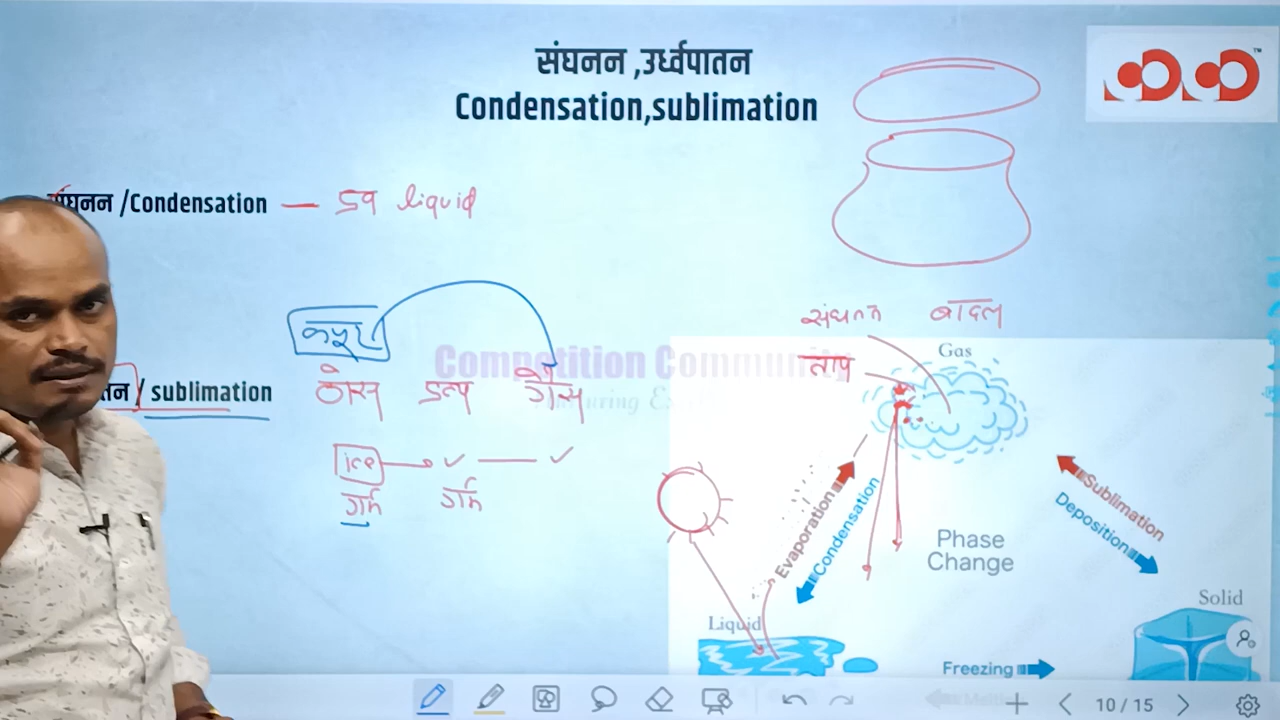 संघनन ,उर्ध्वपातन
Condensation,sublimation
संघनन /Condensation — द्रव liquid
कपूर
तन / sublimation ठोस द्रव्य गैस
ice
गर्म गर्म
Competition Community
संघनन बादल
ताप
Gas
Evaporation
Condensation
Sublimation
Deposition
Phase
Change
Liquid
Solid
Freezing
10 / 15